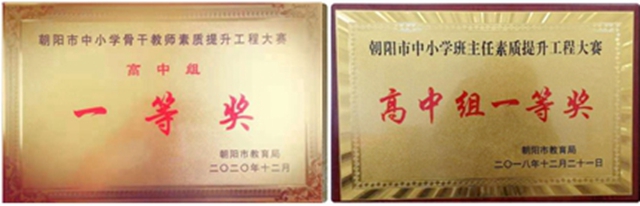 朝阳市中小学骨干教师素质提升工程大赛
高中组
一等奖
朝阳市教育局
二〇二〇年十二月
朝阳市中小学班主任素质提升工程大赛
高中组一等奖
朝阳市教育局
二〇一八年十二月二十一日